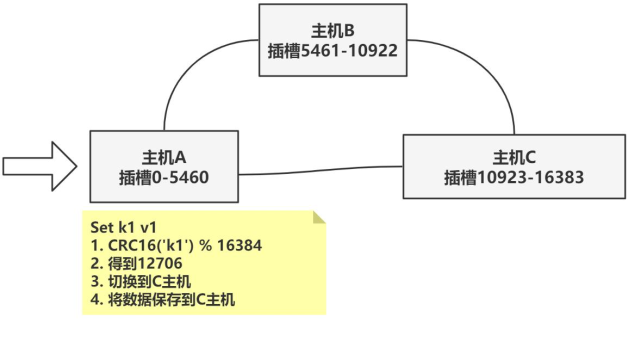 主机B
插槽5461-10922
主机A
插槽0-5460
主机C
插槽10923-16383
Set k1 v1
1. CRC16('k1') % 16384
2. 得到12706
3. 切换到C主机
4. 将数据保存到C主机